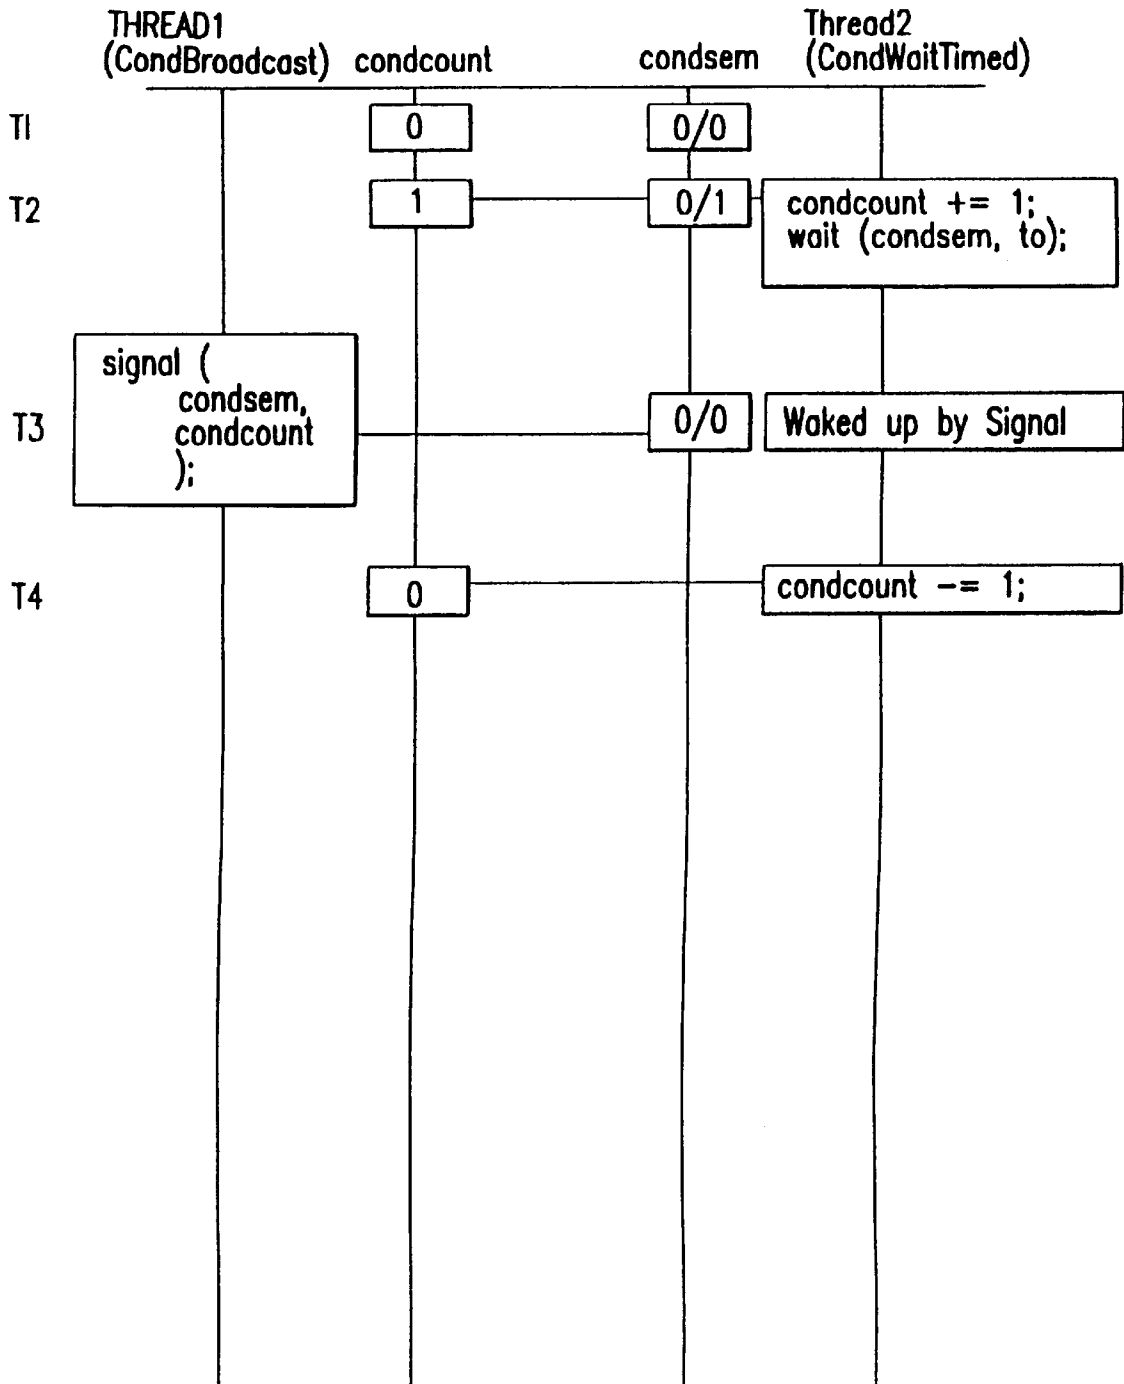 THREAD1
(CondBroadcast)
condcount
condsem
Thread2
(CondWaitTimed)
T1
0
0/0
T2
1
0/1
condcount += 1;
wait (condsem, to);
signal (
condsem,
condcount
);
T3
0/0
Waked up by Signal
T4
0
condcount -= 1;